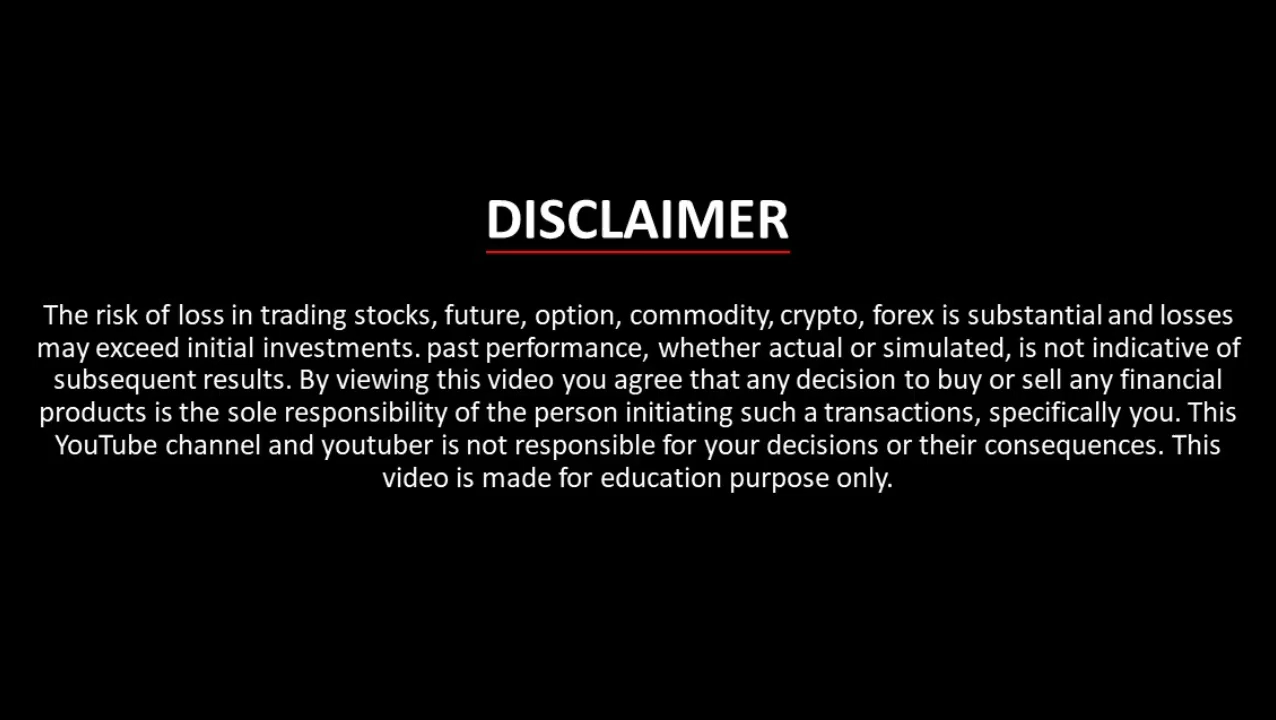 DISCLAIMER
The risk of loss in trading stocks, future, option, commodity, crypto, forex is substantial and losses
may exceed initial investments. past performance, whether actual or simulated, is not indicative of
subsequent results. By viewing this video you agree that any decision to buy or sell any financial
products is the sole responsibility of the person initiating such a transactions, specifically you. This
YouTube channel and youtuber is not responsible for your decisions or their consequences. This
video is made for education purpose only.